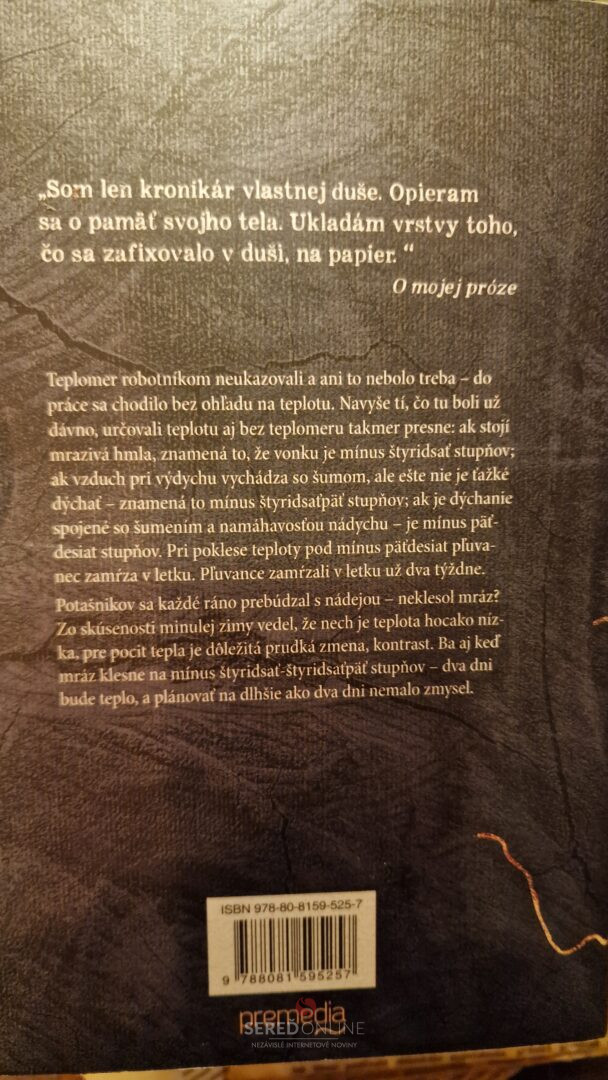 „Som len kronikár vlastnej duše. Opieram
sa o pamäť svojho tela. Ukladám vrstvy toho,
čo sa zafixovalo v duši, na papier. “
O mojej próze
Teplomer robotníkom neukazovali a ani to nebolo treba – do
práce sa chodilo bez ohľadu na teplotu. Navyše tí, čo tu boli už
dávno, určovali teplotu aj bez teplomeru takmer presne: ak stojí
mrazivá hmla, znamená to, že vonku je mínus štyridsať stupňov;
ak vzduch pri výdychu vychádza so šumom, ale ešte nie je ťažké
dýchať – znamená to mínus štyridsaťpäť stupňov; ak je dýchanie
spojené so šumením a namáhavosťou nádychu – je mínus päť-
desiat stupňov. Pri poklese teploty pod mínus päťdesiat pľuva-
nec zamŕza v letku. Pľuvance zamŕzali v letku už dva týždne.
Potašnikov sa každé ráno prebúdzal s nádejou – neklesol mráz?
Zo skúsenosti minulej zimy vedel, že nech je teplota hocako níz-
ka, pre pocit tepla je dôležitá prudká zmena, kontrast. Ba aj keď
mráz klesne na mínus štyridsať-štyridsaťpäť stupňov – dva dni
bude teplo, a plánovať na dlhšie ako dva dni nemalo zmysel.
ISBN 978-80-8159-525-7
9 788081 595257
premedia
SEREDONLINE
NEZÁVISLÉ INTERNETOVÉ NOVINY